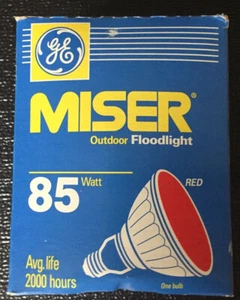 GE
MISER®
Outdoor Floodlight
85 Watt
RED
Avg. life
2000 hours
One bulb